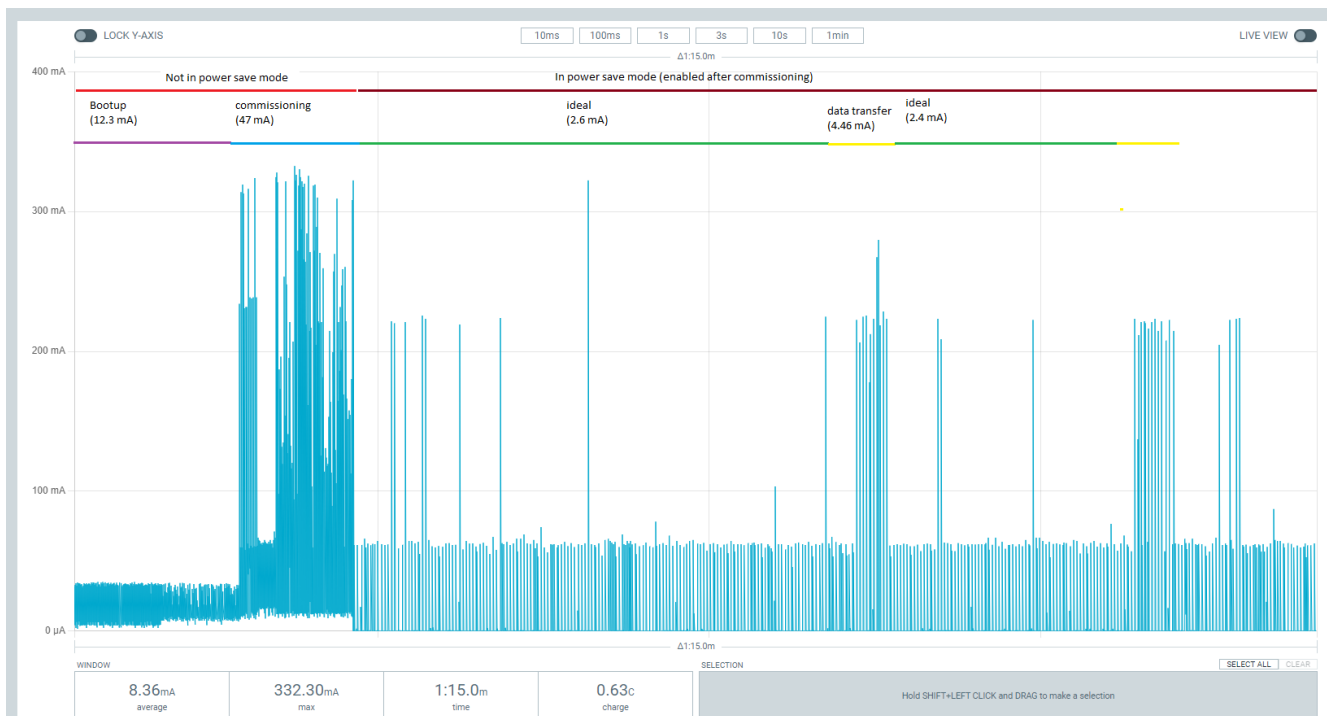 LOCK Y-AXIS
10ms 100ms 1s 3s 10s 1min
LIVE VIEW
Δ1:15.0m
400 mA
Not in power save mode
In power save mode (enabled after commissioning)
Bootup
(12.3 mA)
commissioning
(47 mA)
ideal
(2.6 mA)
data transfer
(4.46 mA)
ideal
(2.4 mA)
300 mA
200 mA
100 mA
0 µA
Δ1:15.0m
WINDOW
SELECTION
SELECT ALL CLEAR
8.36mA
average
332.30mA
max
1:15.0m
time
0.63c
charge
Hold SHIFT+LEFT CLICK and DRAG to make a selection